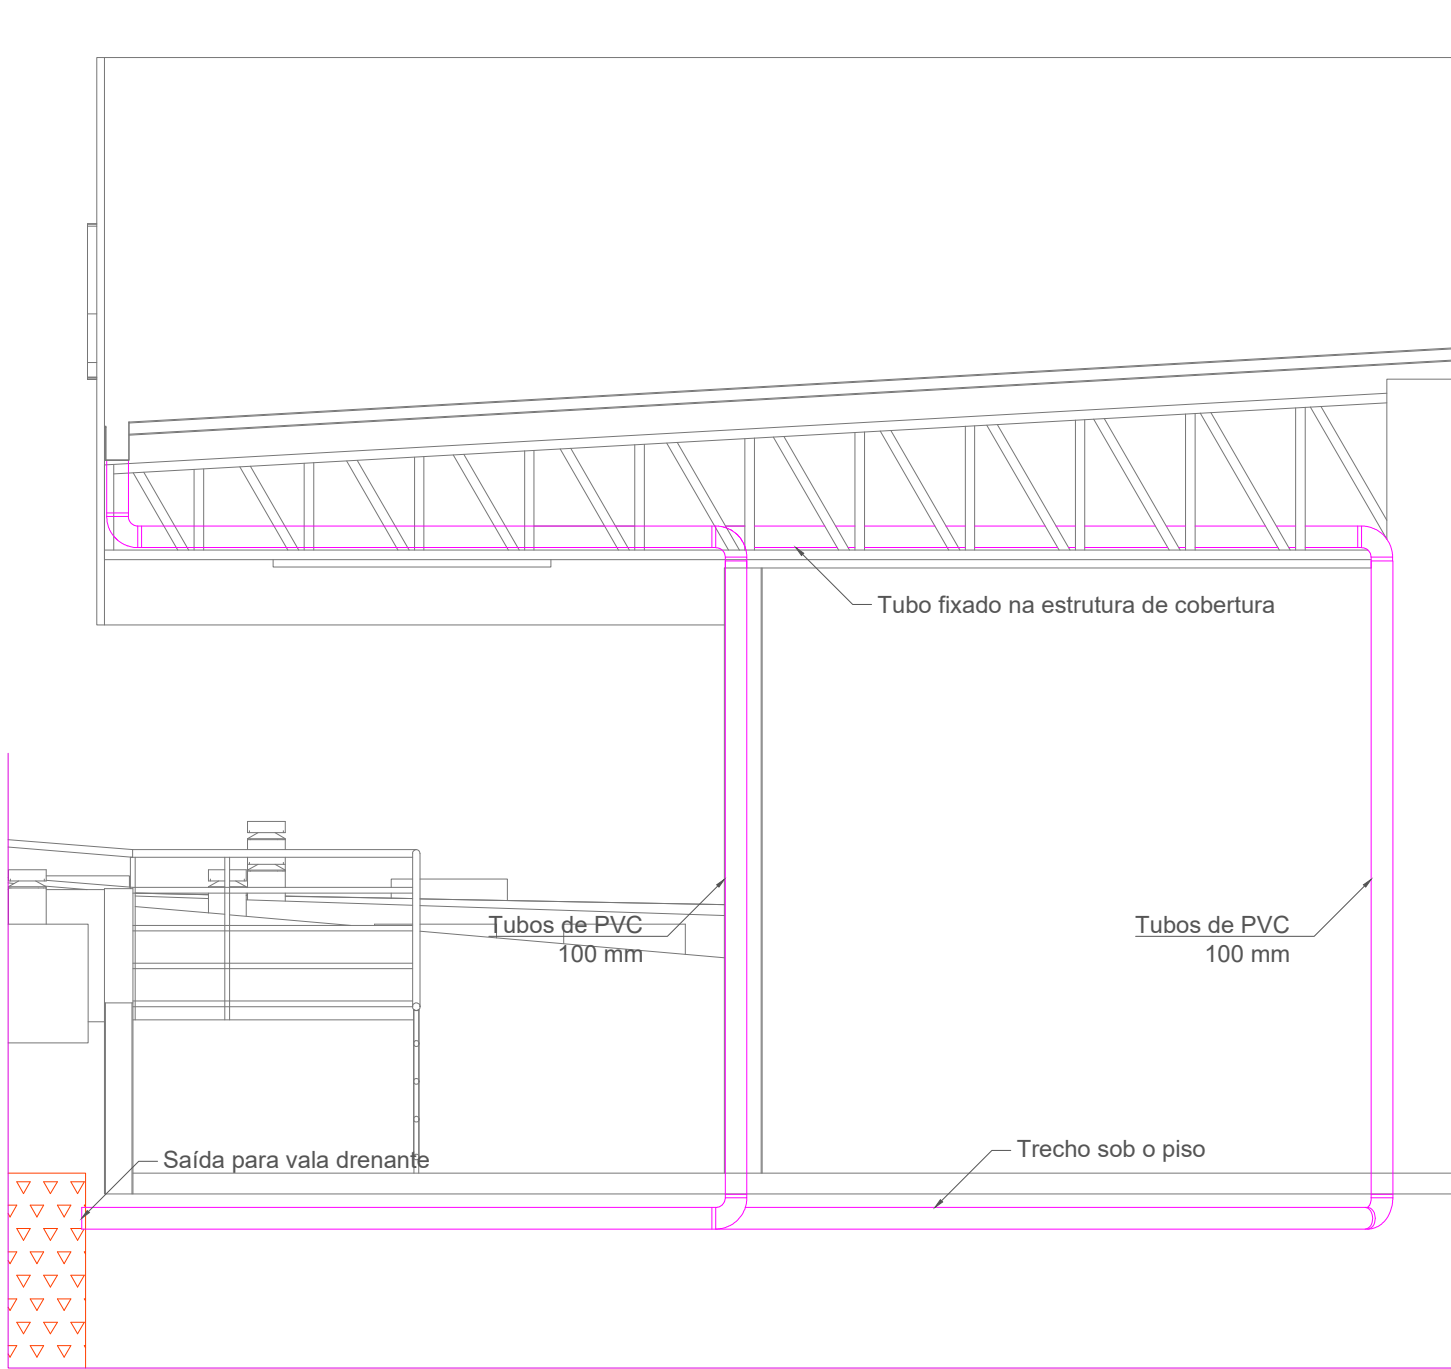 Tubo fixado na estrutura de cobertura
Tubos de PVC
100 mm
Tubos de PVC
100 mm
Saída para vala drenante
Trecho sob o piso